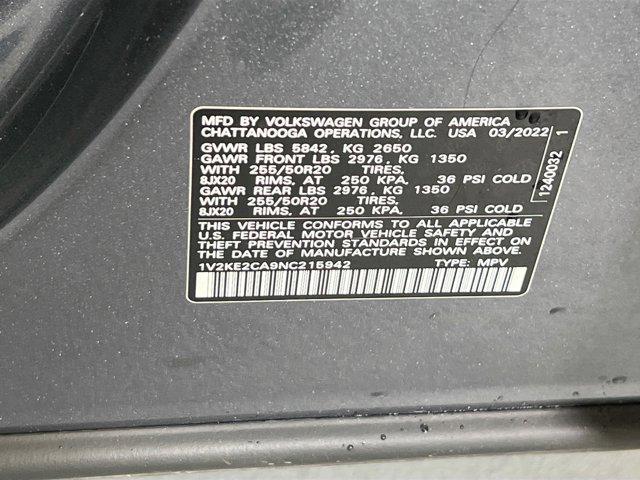 MFD BY VOLKSWAGEN GROUP OF AMERICA
CHATTANOOGA OPERATIONS, LLC. USA 03/2022
GVWR LBS 5842, KG 2650
GAWR FRONT LBS 2976, KG 1350
WITH 255/50R20 TIRES,
8JX20 RIMS, AT 250 KPA, 36 PSI COLD
GAWR REAR LBS 2976, KG 1350
WITH 255/50R20 TIRES,
8JX20 RIMS, AT 250 KPA, 36 PSI COLD
THIS VEHICLE CONFORMS TO ALL APPLICABLE
U.S. FEDERAL MOTOR VEHICLE SAFETY AND
THEFT PREVENTION STANDARDS IN EFFECT ON
THE DATE OF MANUFACTURE SHOWN ABOVE.
1V2KE2CA9NC215942 TYPE: MPV
1240032 1